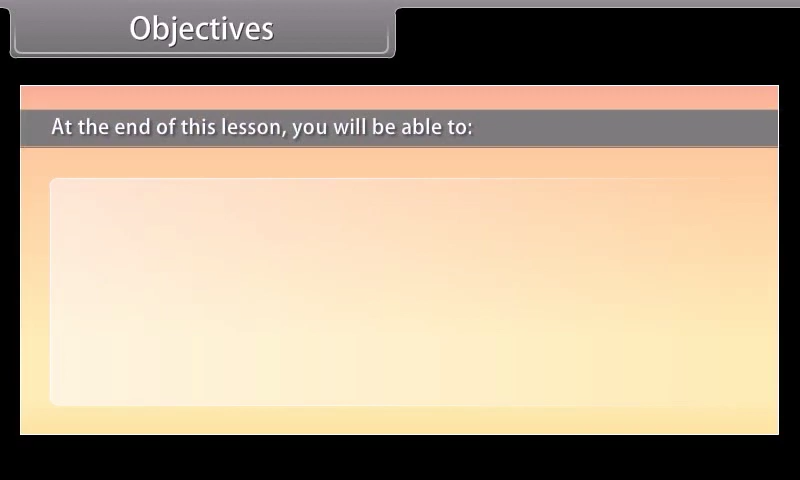 Objectives
At the end of this lesson, you will be able to: